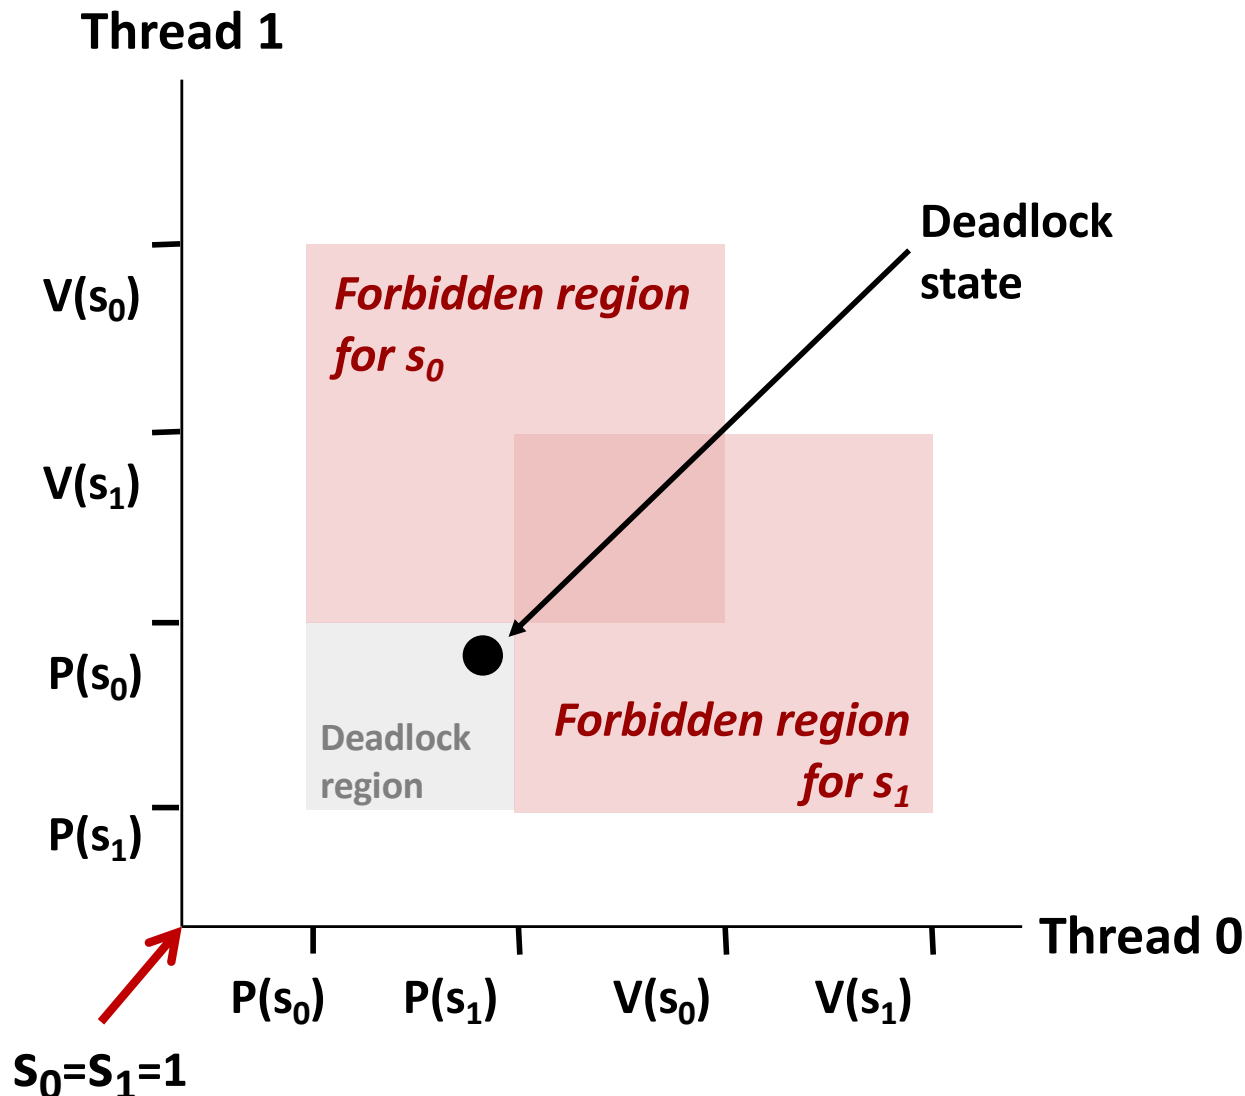 Thread 1
Deadlock
state
V(s₀)
Forbidden region
for s₀
V(s₁)
P(s₀)
Forbidden region
for s₁
Deadlock
region
P(s₁)
Thread 0
P(s₀) P(s₁) V(s₀) V(s₁)
s₀=s₁=1